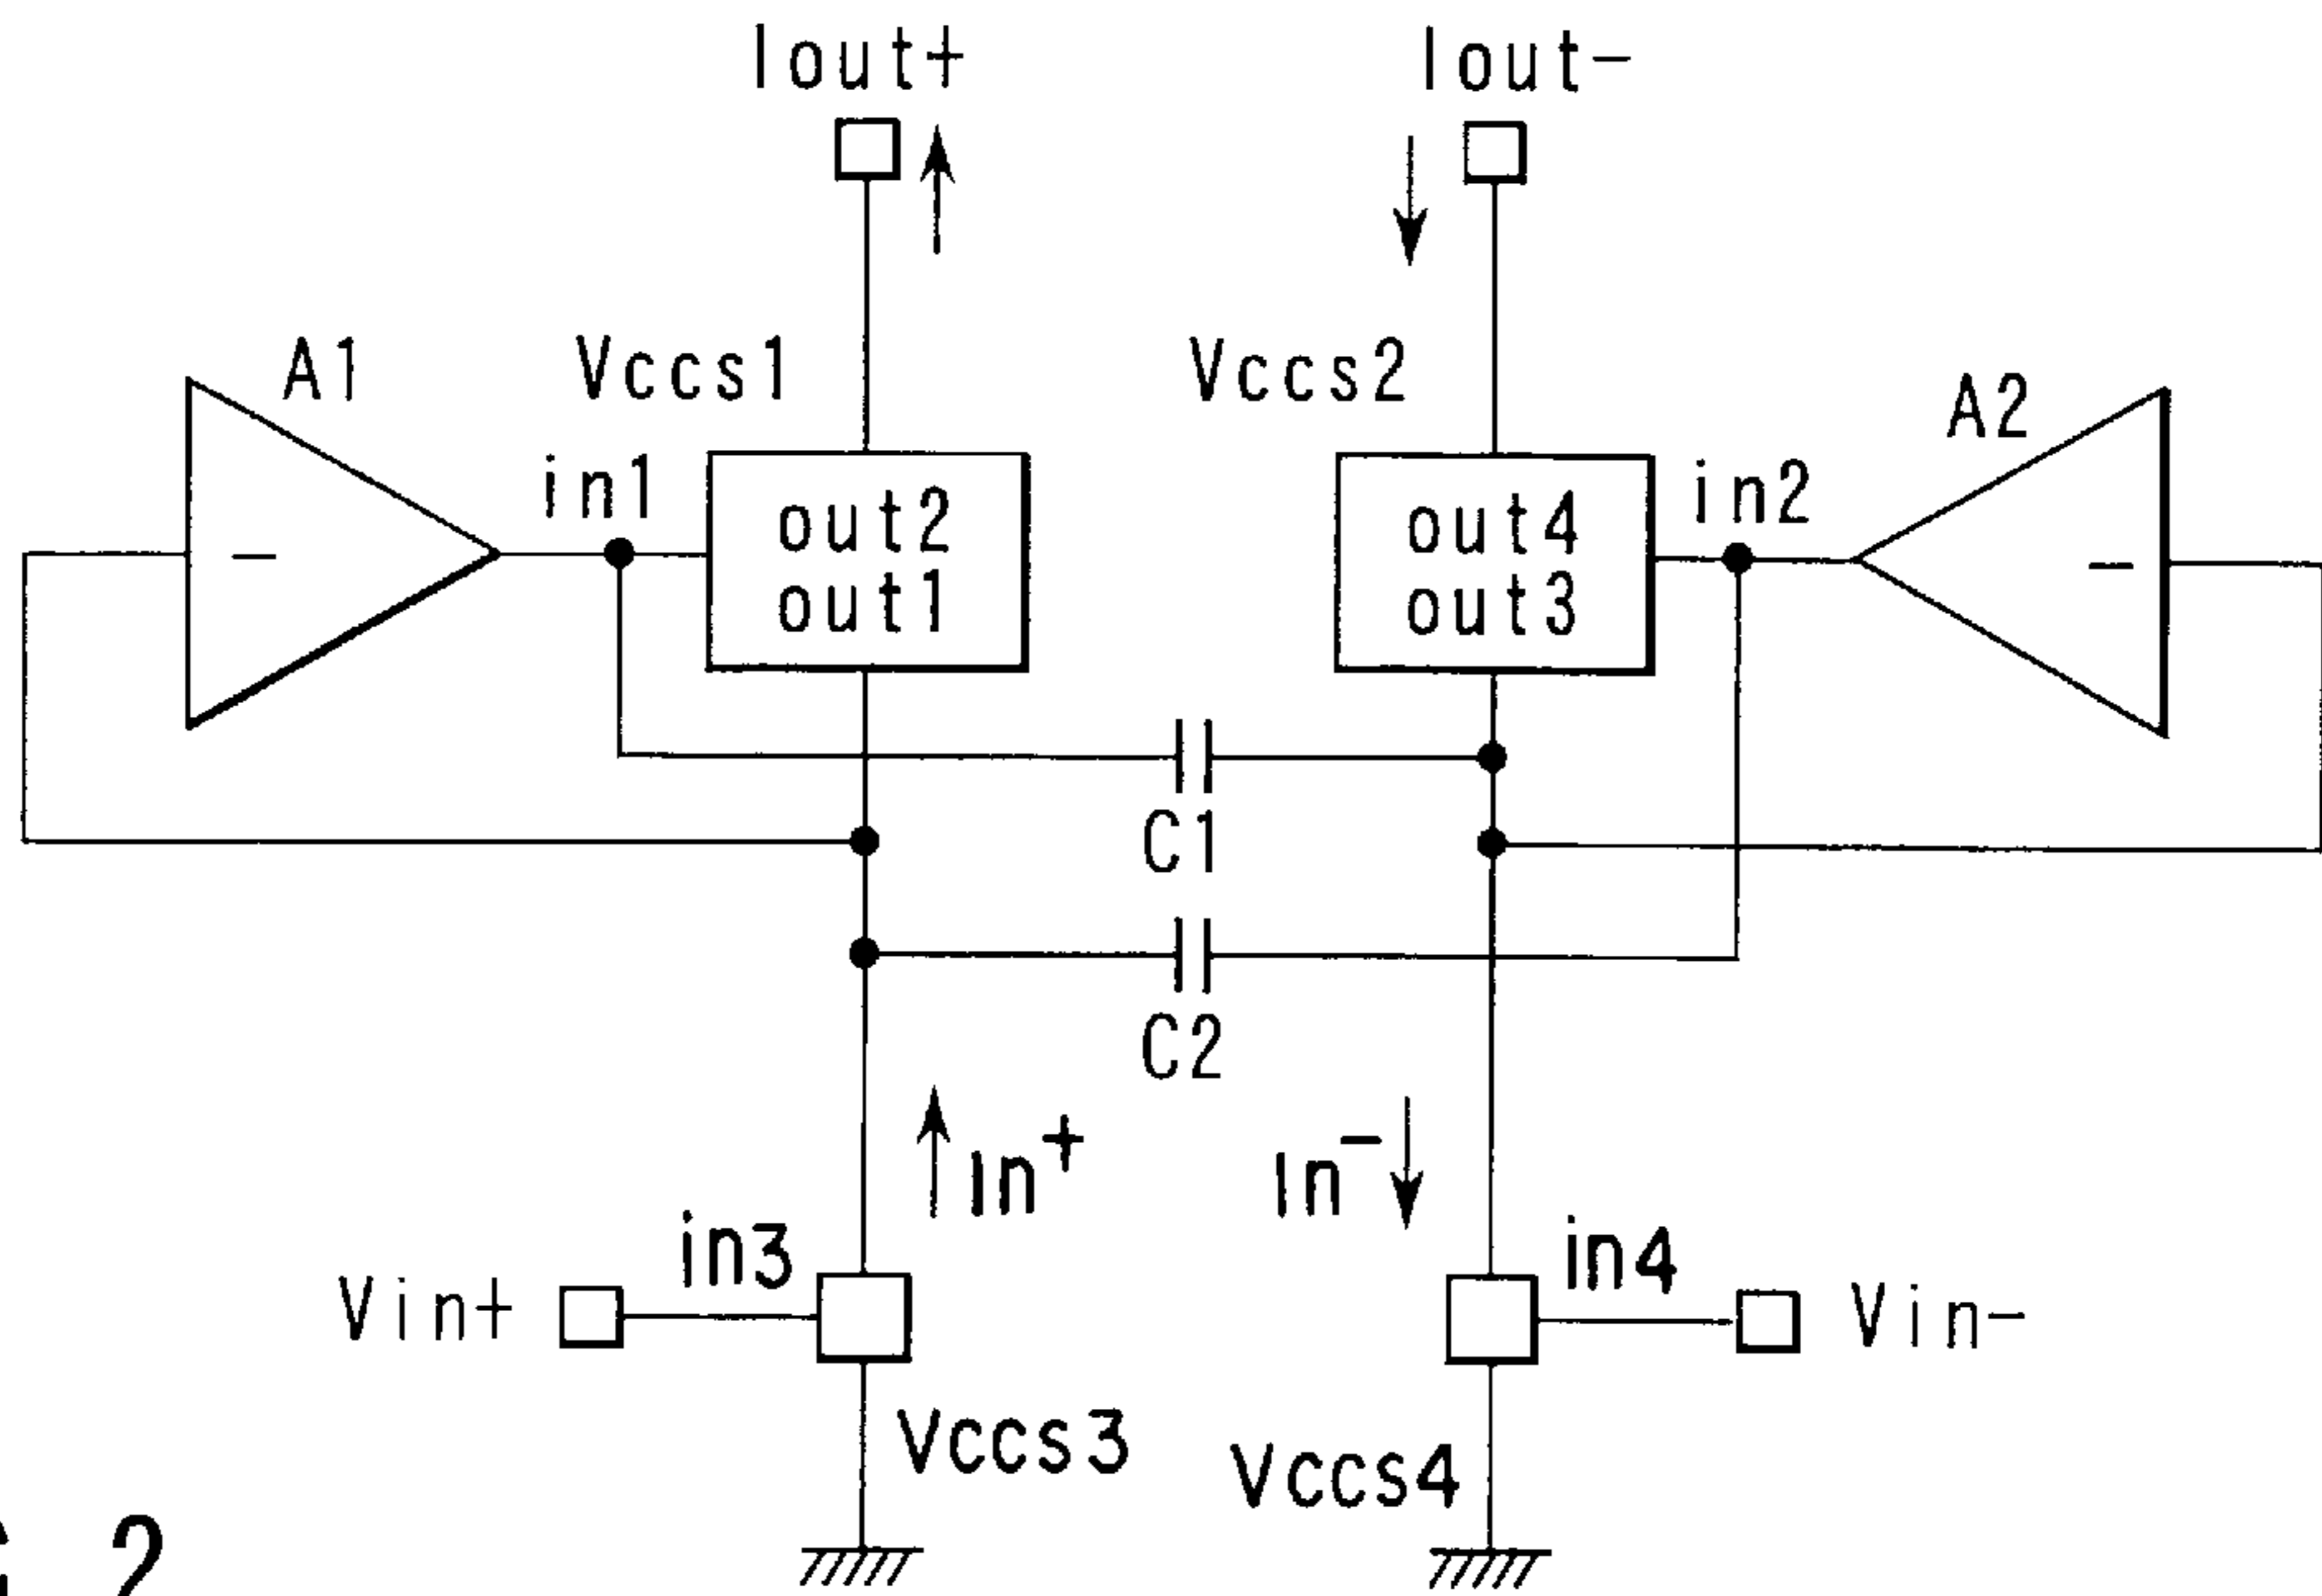 Iout+
Iout-
A1
Vccs1
Vccs2
A2
in1
out2
out1
out4
out3
in2
-
-
C1
C2
In+
In-
in3
in4
Vin+
Vin-
Vccs3
Vccs4
2